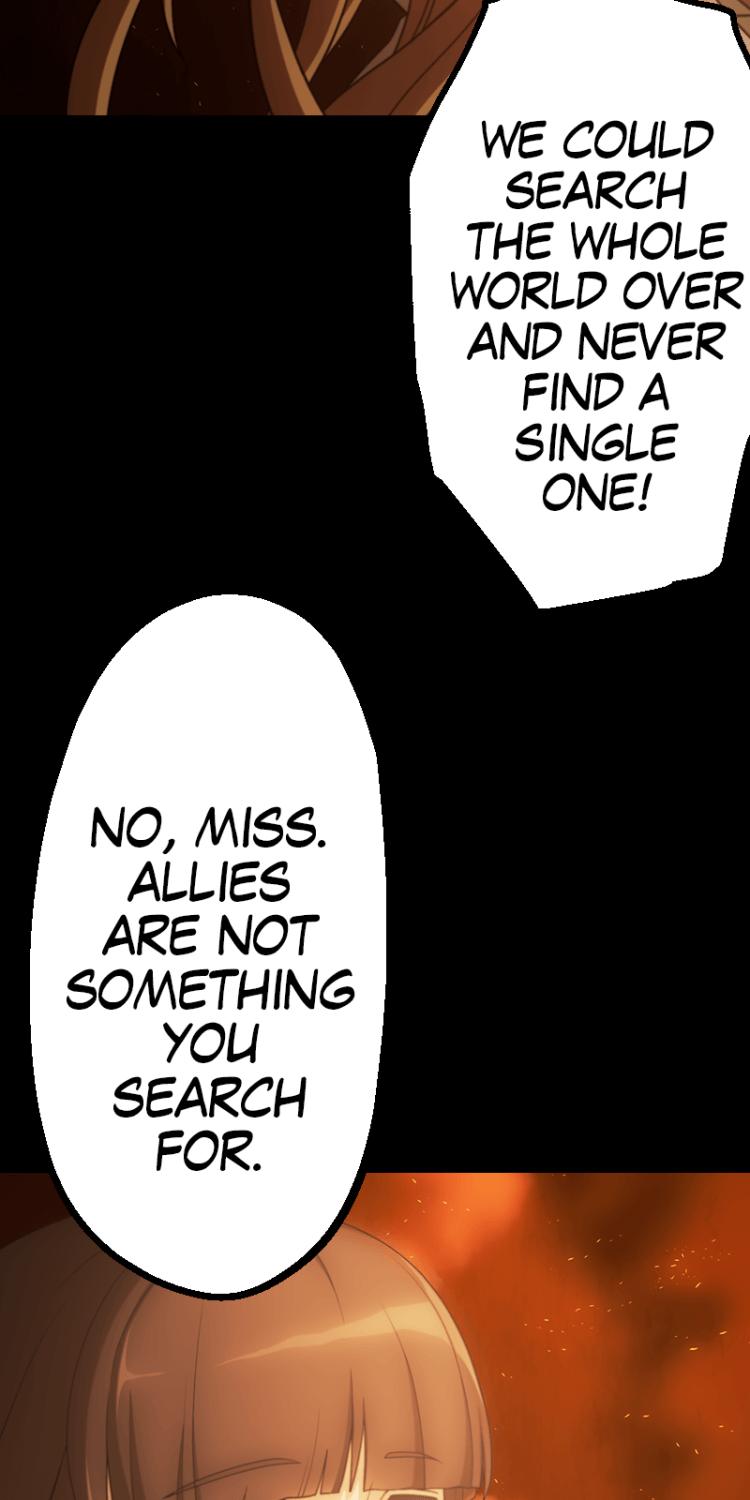 WE COULD
SEARCH
THE WHOLE
WORLD OVER
AND NEVER
FIND A
SINGLE
ONE!
NO, MISS.
ALLIES
ARE NOT
SOMETHING
YOU
SEARCH
FOR.